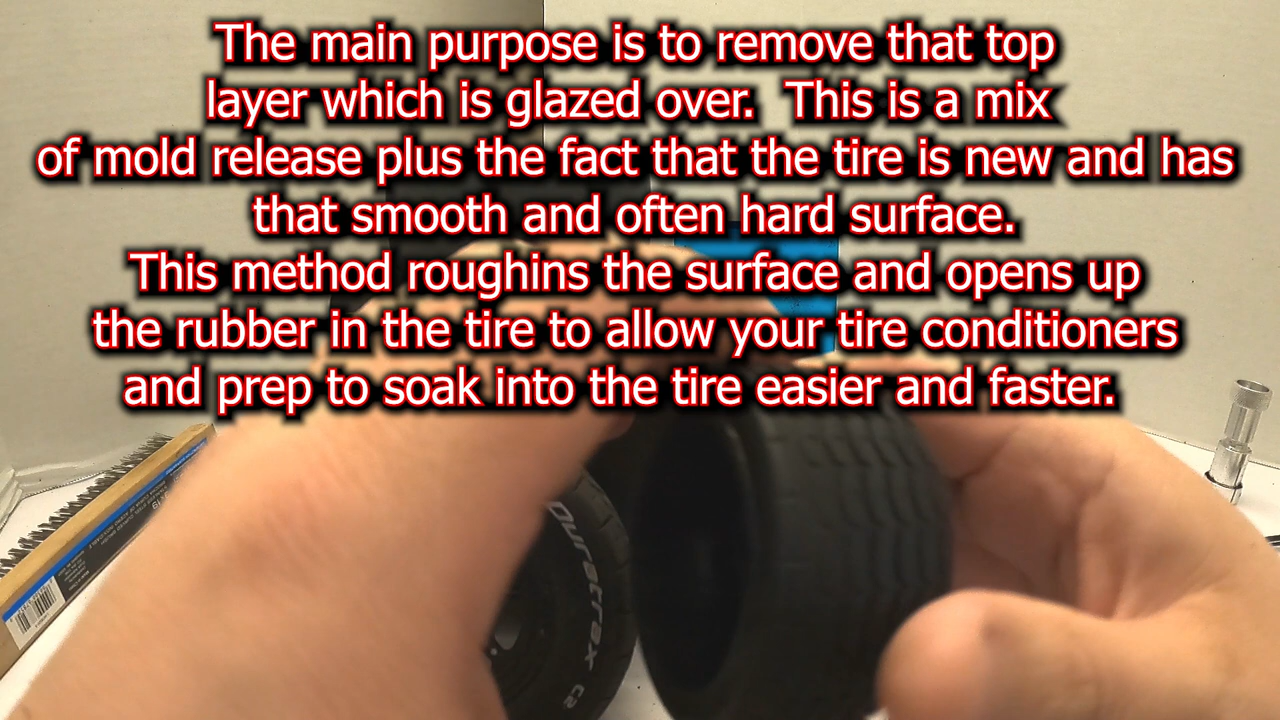 The main purpose is to remove that top
layer which is glazed over.  This is a mix
of mold release plus the fact that the tire is new and has
that smooth and often hard surface.
This method roughins the surface and opens up
the rubber in the tire to allow your tire conditioners
and prep to soak into the tire easier and faster.
Duratrax C2